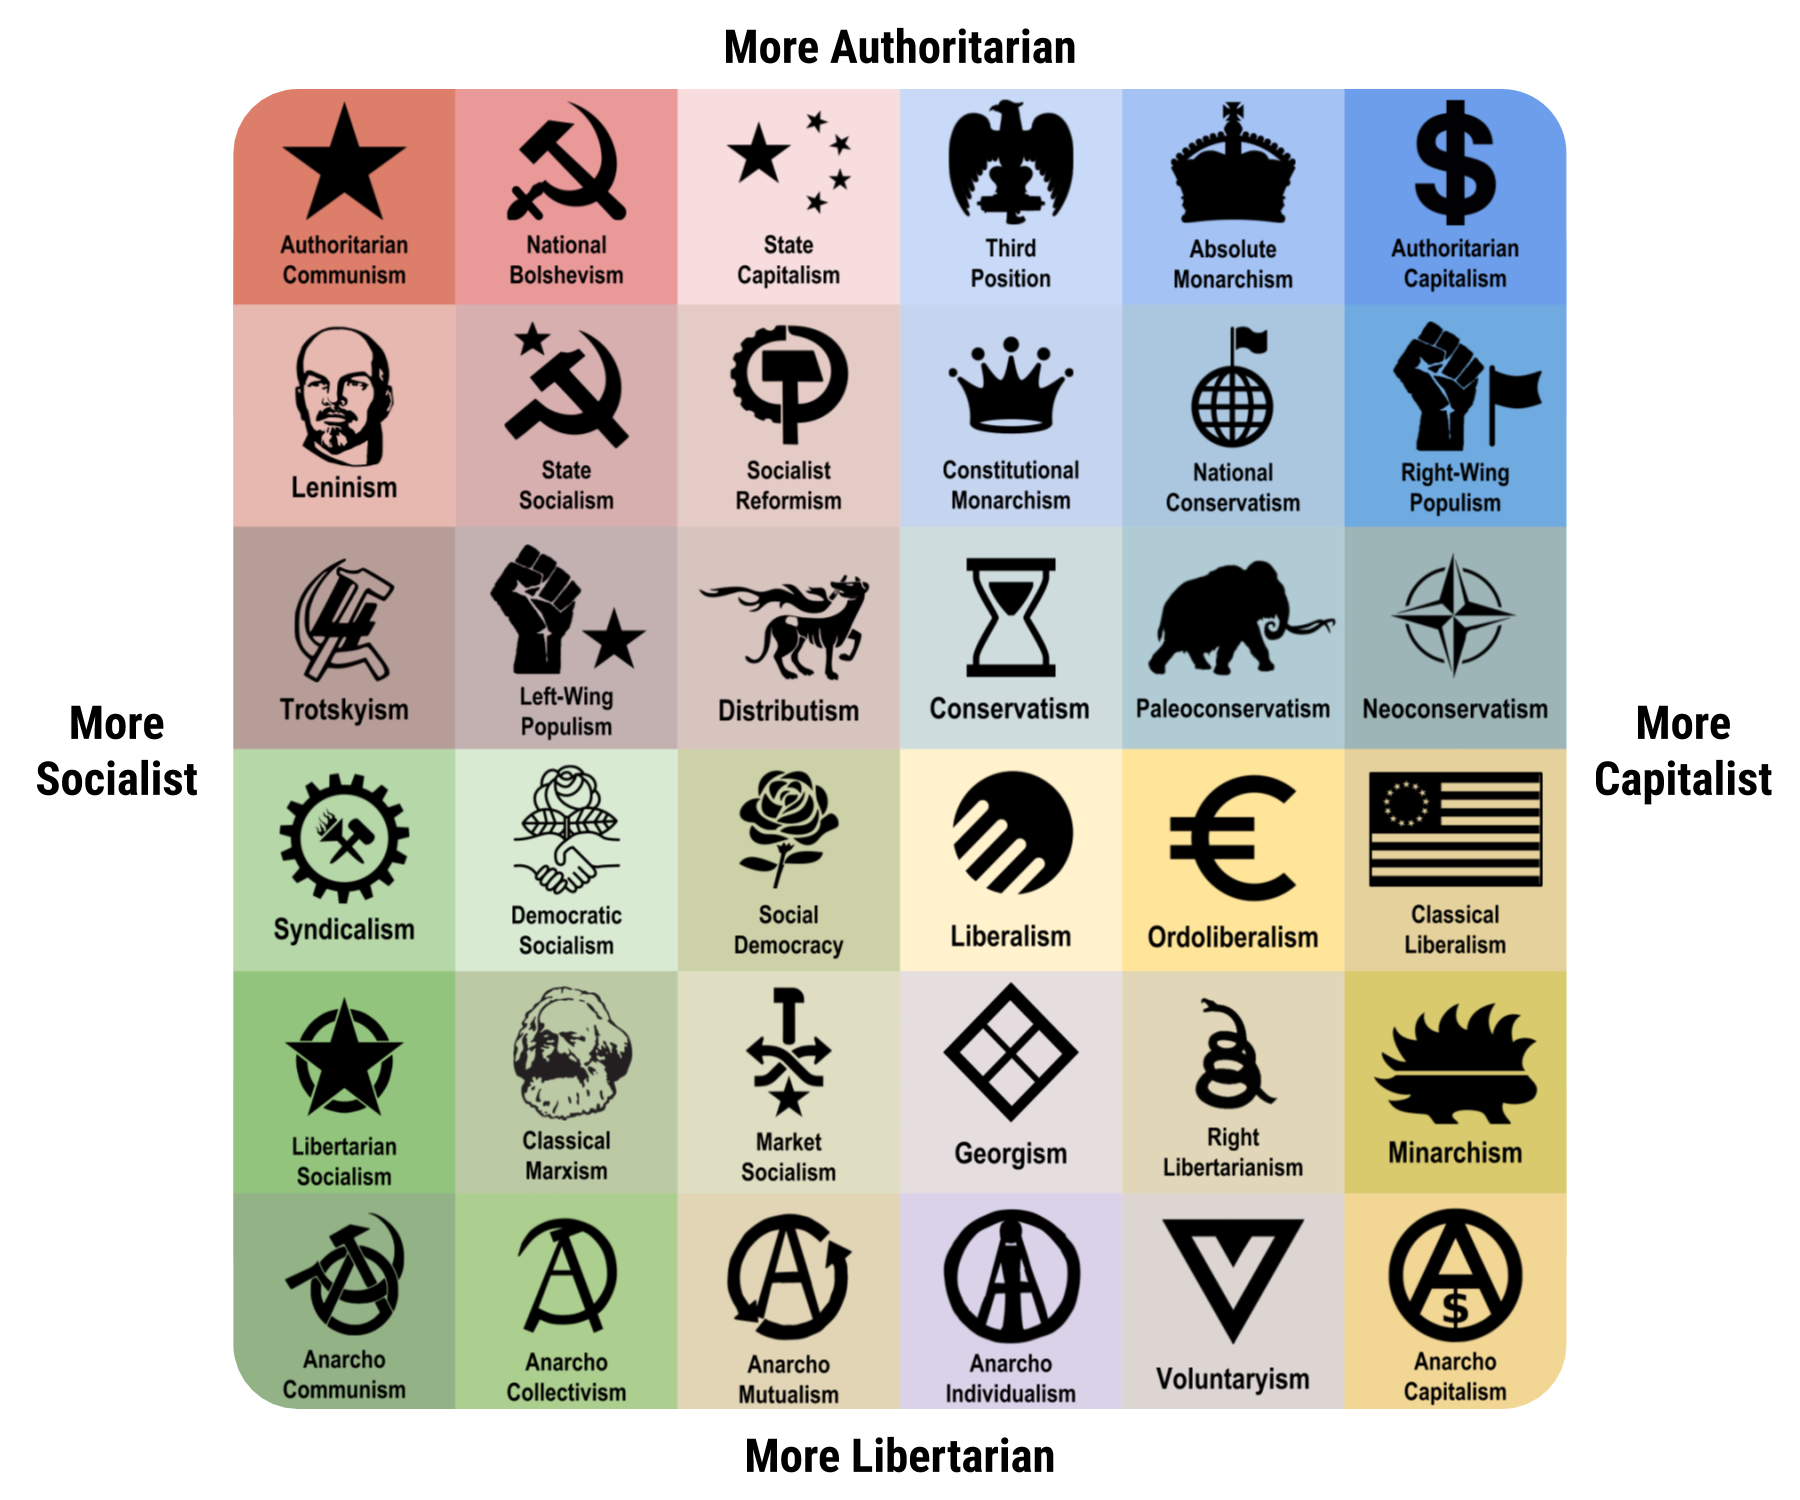 More Authoritarian
Authoritarian
Communism
National
Bolshevism
State
Capitalism
Third
Position
Absolute
Monarchism
$
Authoritarian
Capitalism
Leninism
State
Socialism
Socialist
Reformism
Constitutional
Monarchism
National
Conservatism
Right-Wing
Populism
4
Trotskyism
Left-Wing
Populism
Distributism
Conservatism
Paleoconservatism
Neoconservatism
More
Socialist
More
Capitalist
Syndicalism
Democratic
Socialism
Social
Democracy
Liberalism
€
Ordoliberalism
Classical
Liberalism
Libertarian
Socialism
Classical
Marxism
Market
Socialism
Georgism
Right
Libertarianism
Minarchism
A
Anarcho
Communism
A
Anarcho
Collectivism
A
Anarcho
Mutualism
A
Anarcho
Individualism
V
Voluntaryism
A
$
Anarcho
Capitalism
More Libertarian